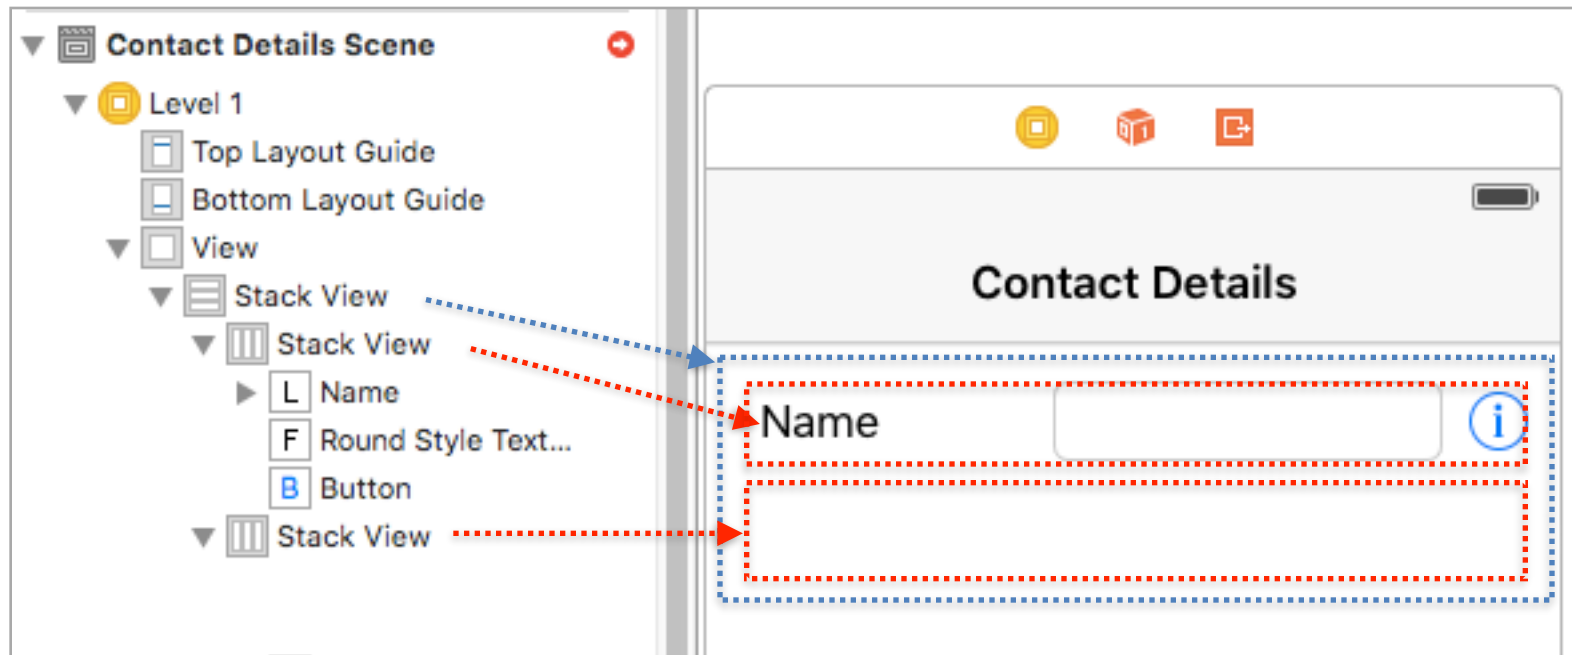 Contact Details Scene
Level 1
Top Layout Guide
Bottom Layout Guide
View
Stack View
Stack View
L Name
F Round Style Text...
B Button
Stack View
Contact Details
Name